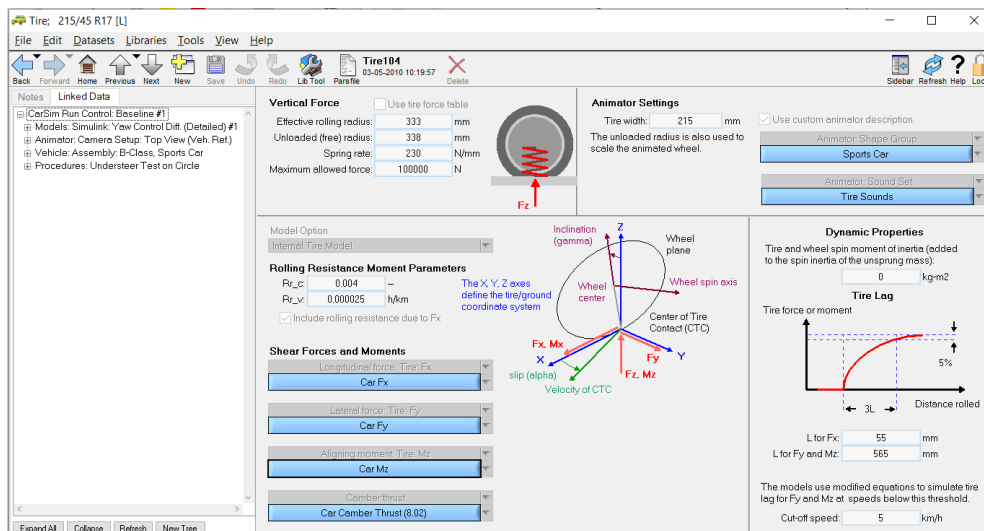 Tire; 215/45 R17 [L]
File Edit Datasets Libraries Tools View Help
Back Forward Home Previous Next New Save Undo Redo Lib Tool Parsfile
Tire104
03-05-2010 10:19:57
Delete
Sidebar Refresh Help Loc
Notes Linked Data
CarSim Run Control: Baseline #1
Models: Simulink: Yaw Control Diff. (Detailed) #1
Animator: Camera Setup: Top View (Veh. Ref.)
Vehicle: Assembly: B-Class, Sports Car
Procedures: Understeer Test on Circle
Expand All Collapse Refresh New Tree
Vertical Force
Use tire force table
Effective rolling radius: 333 mm
Unloaded (free) radius: 338 mm
Spring rate: 230 N/mm
Maximum allowed force: 100000 N
Fz
Animator Settings
Tire width: 215 mm
The unloaded radius is also used to
scale the animated wheel.
Use custom animator description
Animator: Shape Group
Sports Car
Animator: Sound Set
Tire Sounds
Model Option
Internal Tire Model
Rolling Resistance Moment Parameters
Rr_c: 0.004 –
Rr_v: 0.000025 h/km
Include rolling resistance due to Fx
Shear Forces and Moments
Longitudinal force: Tire: Fx
Car Fx
Lateral force: Tire: Fy
Car Fy
Aligning moment: Tire: Mz
Car Mz
Camber thrust
Car Camber Thrust (8.02)
Inclination
(gamma)
Z
Wheel
plane
The X, Y, Z axes
define the tire/ground
coordinate system
Wheel
center
Wheel spin axis
Center of Tire
Contact (CTC)
Fx, Mx
X
Fy
Y
slip (alpha)
Fz, Mz
Velocity of CTC
Dynamic Properties
Tire and wheel spin moment of inertia (added
to the spin inertia of the unsprung mass):
0 kg-m2
Tire Lag
Tire force or moment
5%
3L
Distance rolled
L for Fx: 55 mm
L for Fy and Mz: 565 mm
The models use modified equations to simulate tire
lag for Fy and Mz at speeds below this threshold.
Cut-off speed: 5 km/h